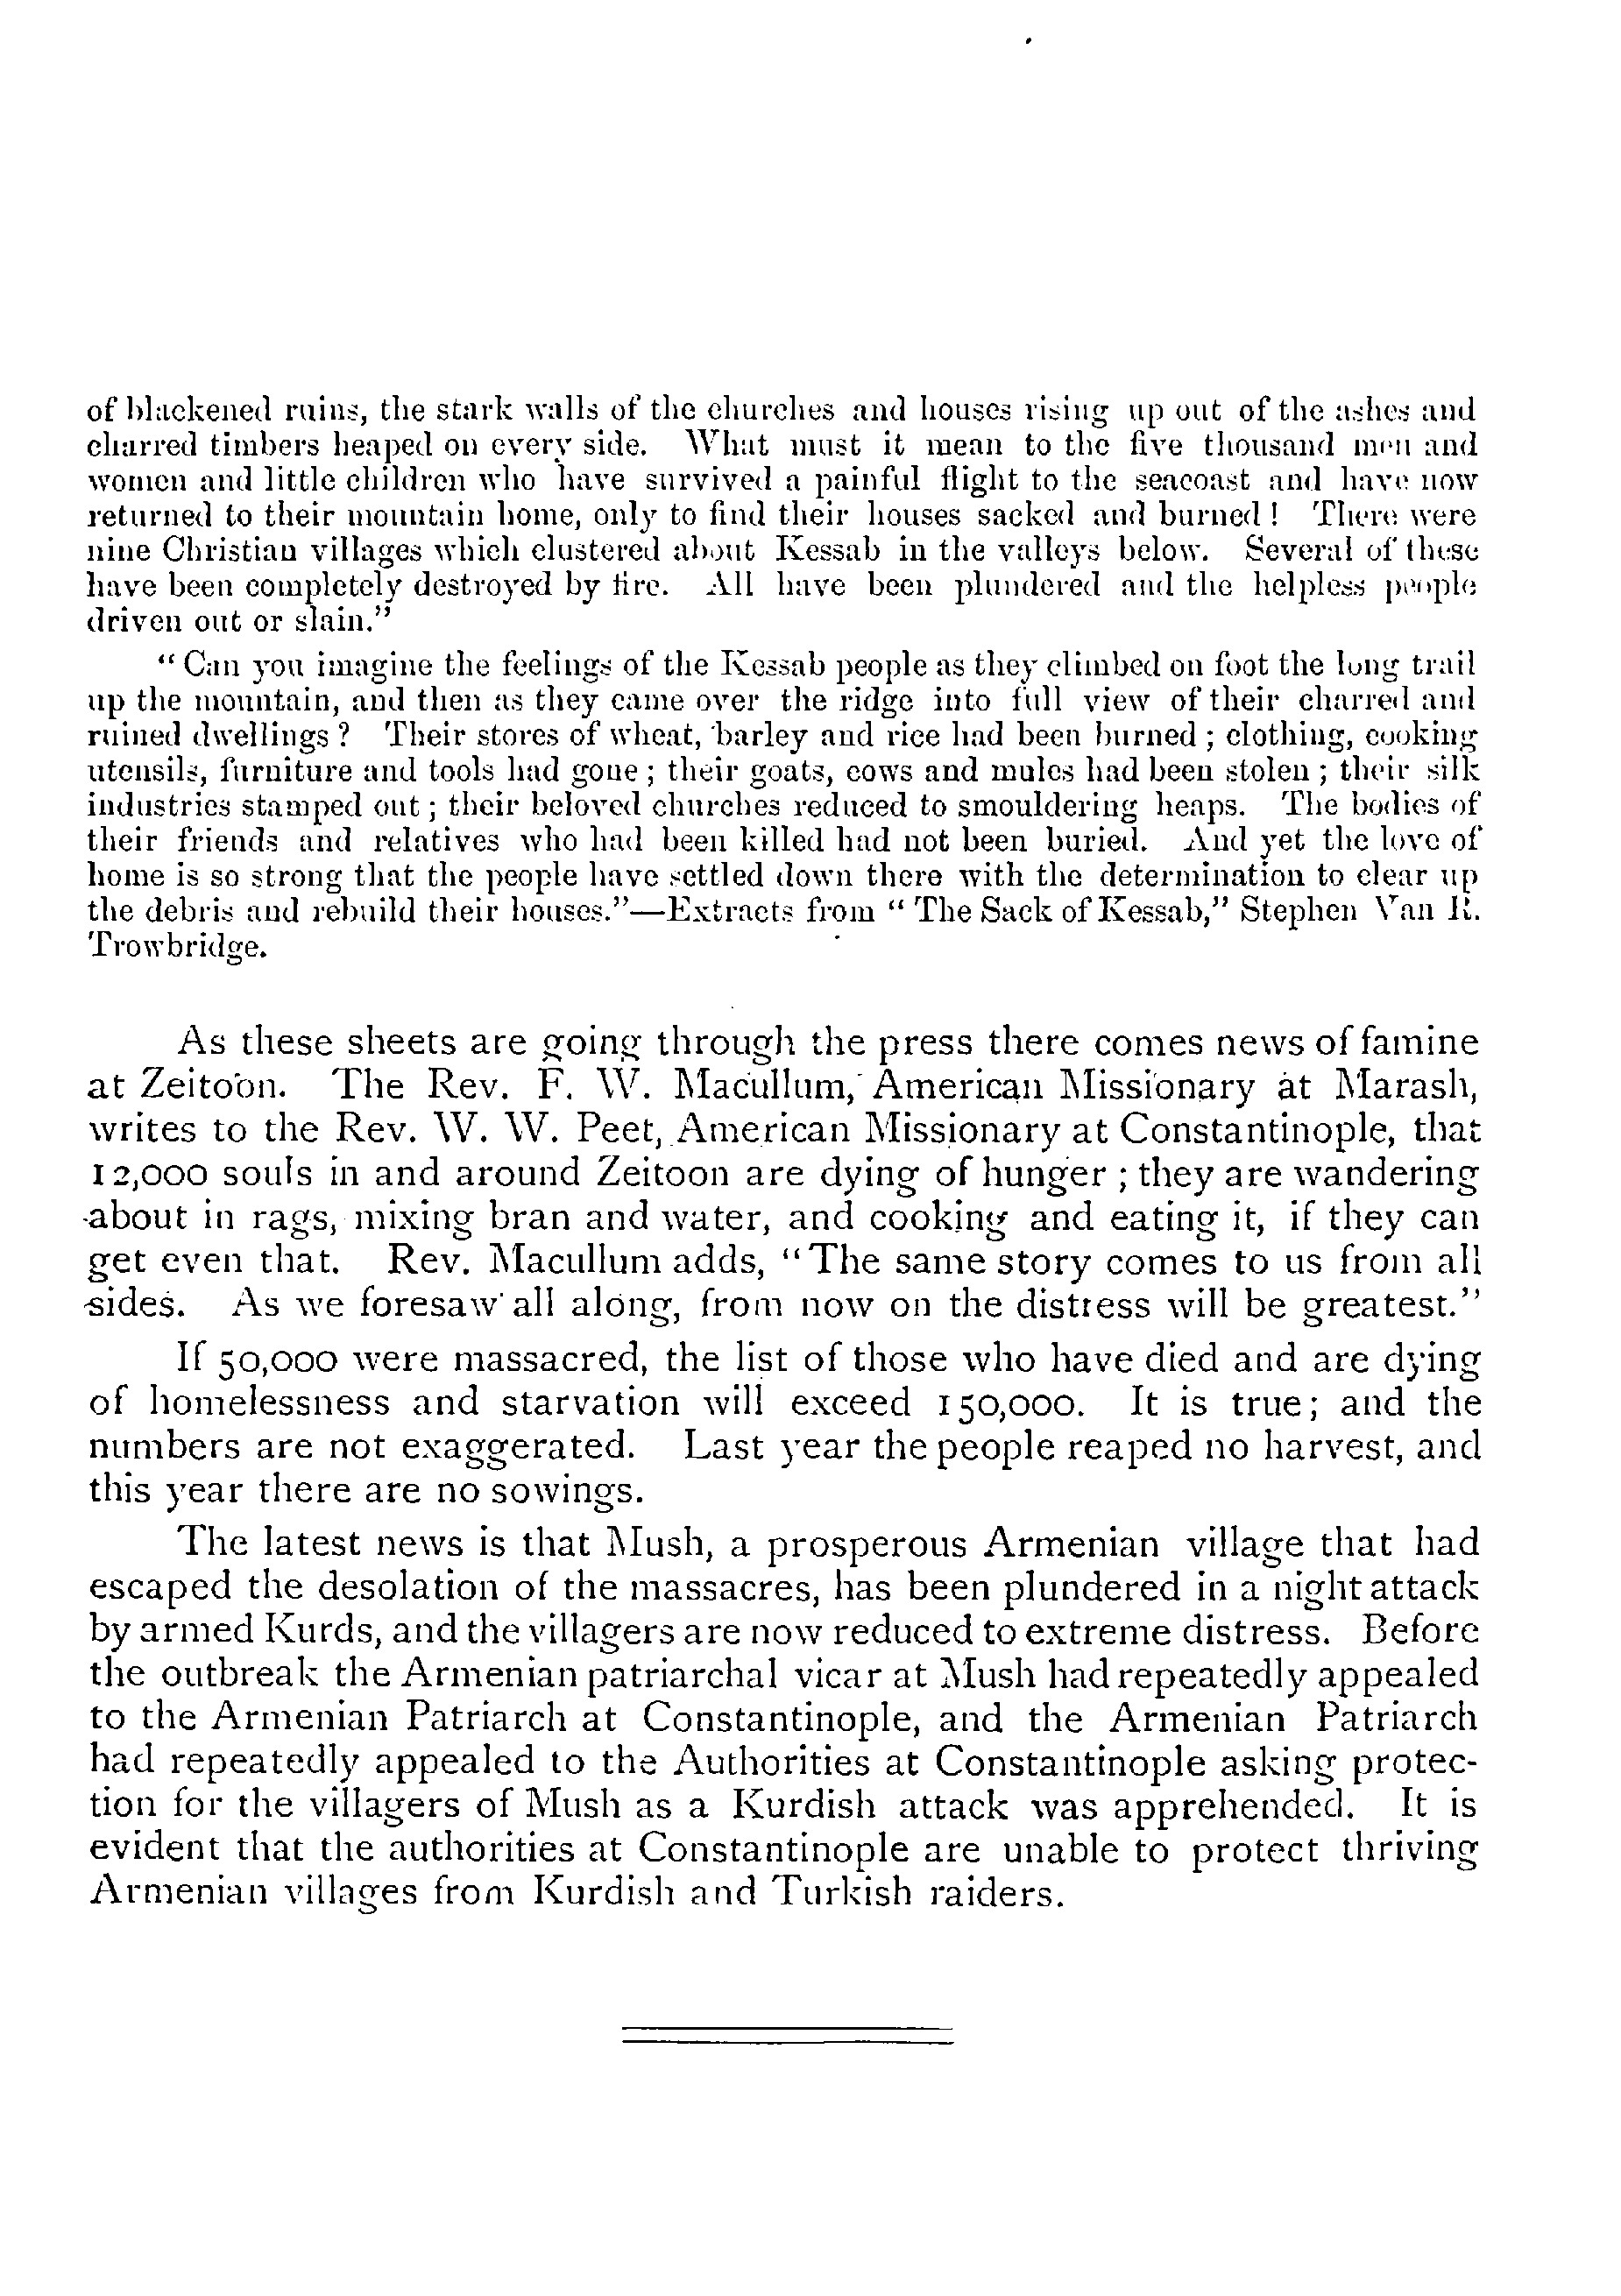 of blackened ruins, the stark walls of the churches and houses rising up out of the ashes and
charred timbers heaped on every side. What must it mean to the five thousand men and
women and little children who have survived a painful flight to the seacoast and have now
returned to their mountain home, only to find their houses sacked and burned! There were
nine Christian villages which clustered about Kessab in the valleys below. Several of these
have been completely destroyed by fire. All have been plundered and the helpless people
driven out or slain.”
“Can you imagine the feelings of the Kessab people as they climbed on foot the long trail
up the mountain, and then as they came over the ridge into full view of their charred and
ruined dwellings? Their stores of wheat, barley and rice had been burned; clothing, cooking
utensils, furniture and tools had gone; their goats, cows and mules had been stolen; their silk
industries stamped out; their beloved churches reduced to smouldering heaps. The bodies of
their friends and relatives who had been killed had not been buried. And yet the love of
home is so strong that the people have settled down there with the determination to clear up
the debris and rebuild their houses.”—Extracts from “The Sack of Kessab,” Stephen Van R.
Trowbridge.
As these sheets are going through the press there comes news of famine
at Zeitoon. The Rev. F. W. Macullum, American Missionary at Marash,
writes to the Rev. W. W. Peet, American Missionary at Constantinople, that
12,000 souls in and around Zeitoon are dying of hunger; they are wandering
about in rags, mixing bran and water, and cooking and eating it, if they can
get even that. Rev. Macullum adds, “The same story comes to us from all
sides. As we foresaw all along, from now on the distress will be greatest.”
If 50,000 were massacred, the list of those who have died and are dying
of homelessness and starvation will exceed 150,000. It is true; and the
numbers are not exaggerated. Last year the people reaped no harvest, and
this year there are no sowings.
The latest news is that Mush, a prosperous Armenian village that had
escaped the desolation of the massacres, has been plundered in a night attack
by armed Kurds, and the villagers are now reduced to extreme distress. Before
the outbreak the Armenian patriarchal vicar at Mush had repeatedly appealed
to the Armenian Patriarch at Constantinople, and the Armenian Patriarch
had repeatedly appealed to the Authorities at Constantinople asking protec-
tion for the villagers of Mush as a Kurdish attack was apprehended. It is
evident that the authorities at Constantinople are unable to protect thriving
Armenian villages from Kurdish and Turkish raiders.